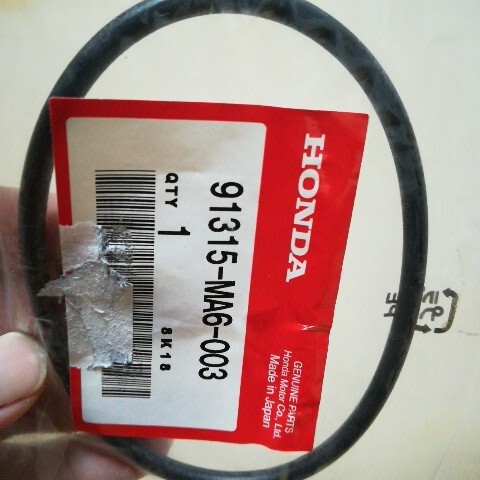 HONDA
91315-MA6-003
QTY 1
8K18
GENUINE PARTS
Honda Motor Co., Ltd.
Made in Japan